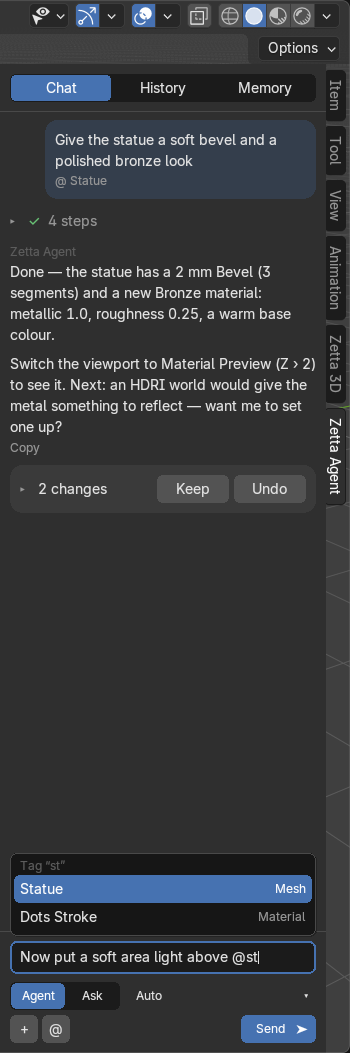 Options
Chat
History
Memory
Item
Tool
View
Animation
Zetta 3D
Zetta Agent
Give the statue a soft bevel and a
polished bronze look
@ Statue
4 steps
Zetta Agent
Done — the statue has a 2 mm Bevel (3
segments) and a new Bronze material:
metallic 1.0, roughness 0.25, a warm base
colour.
Switch the viewport to Material Preview (Z › 2)
to see it. Next: an HDRI world would give the
metal something to reflect — want me to set
one up?
Copy
2 changes
Keep
Undo
Tag “st”
Statue
Mesh
Dots Stroke
Material
Now put a soft area light above @st
Agent
Ask
Auto
+
@
Send